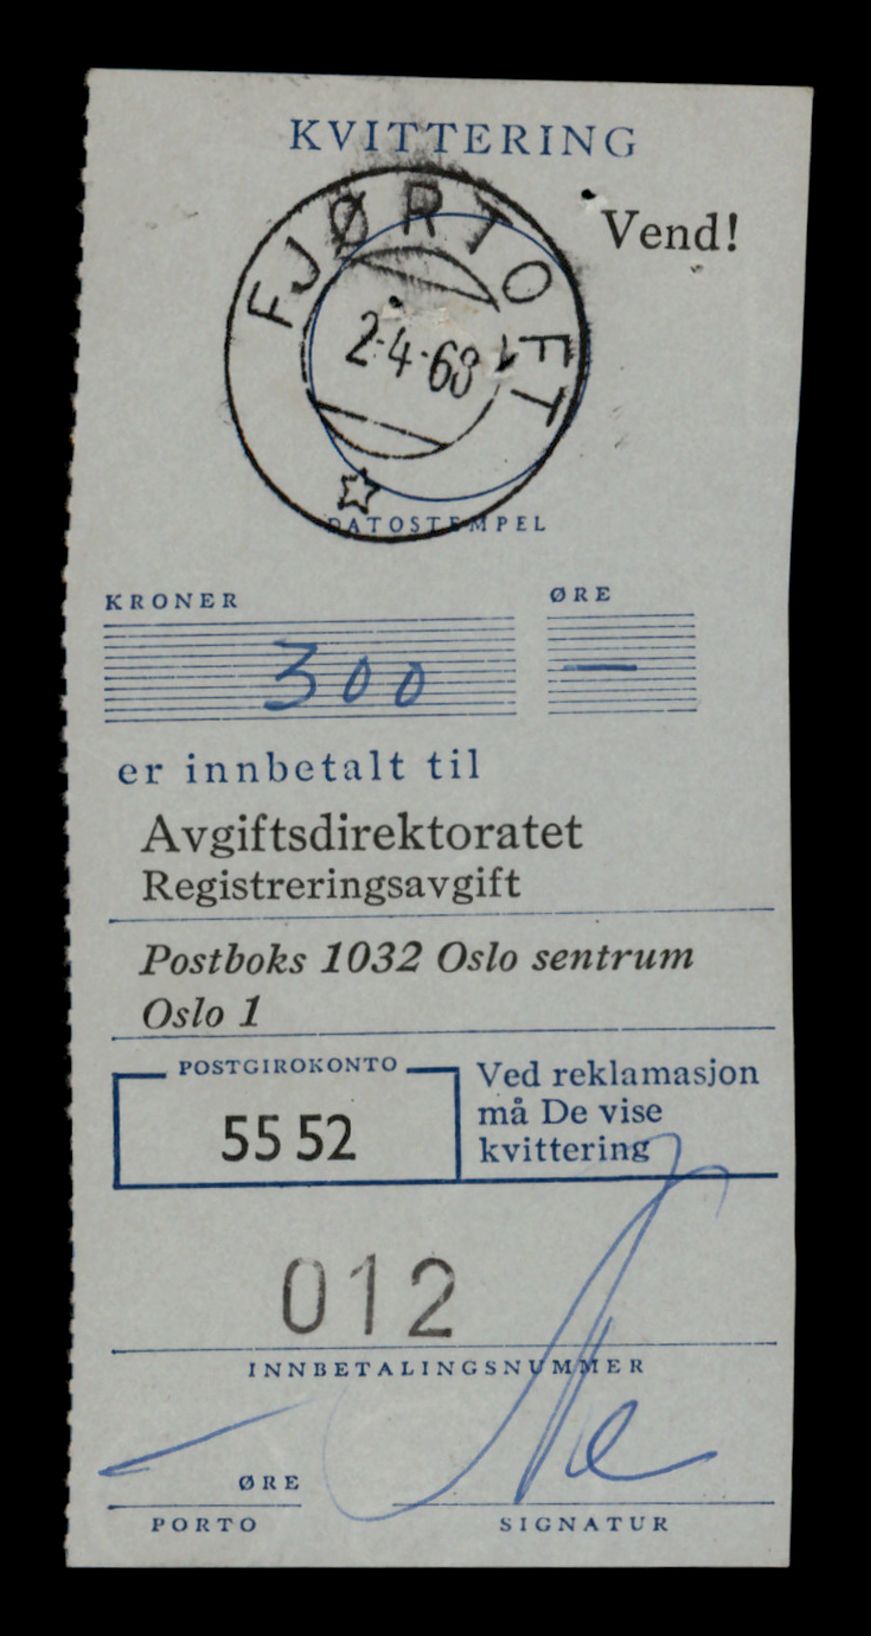 KVITTERING
Vend!
FJØRTOFT
2-4-68
DATOSTEMPEL
KRONER ØRE
300 —
er innbetalt til
Avgiftsdirektoratet
Registreringsavgift
Postboks 1032 Oslo sentrum
Oslo 1
POSTGIROKONTO
55 52
Ved reklamasjon
må De vise
kvittering
012
INNBETALINGSNUMMER
ØRE
PORTO
SIGNATUR